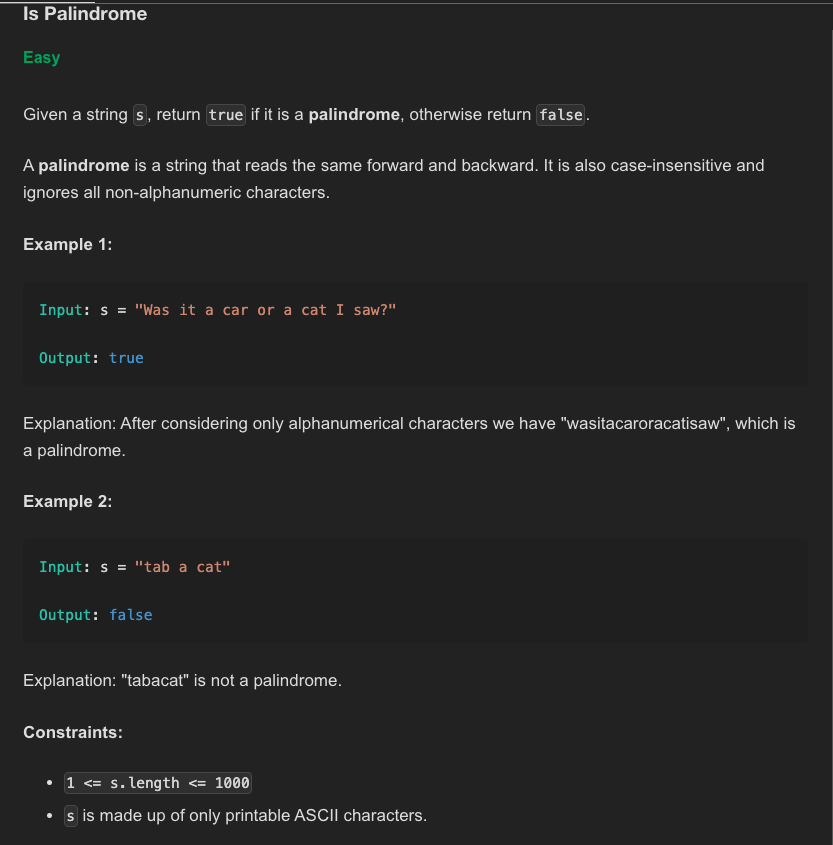 Is Palindrome
Easy
Given a string s, return true if it is a palindrome, otherwise return false.
A palindrome is a string that reads the same forward and backward. It is also case-insensitive and
ignores all non-alphanumeric characters.
Example 1:
Input: s = "Was it a car or a cat I saw?"
Output: true
Explanation: After considering only alphanumerical characters we have "wasitacaroracatisaw", which is
a palindrome.
Example 2:
Input: s = "tab a cat"
Output: false
Explanation: "tabacat" is not a palindrome.
Constraints:
• 1 <= s.length <= 1000
• s is made up of only printable ASCII characters.